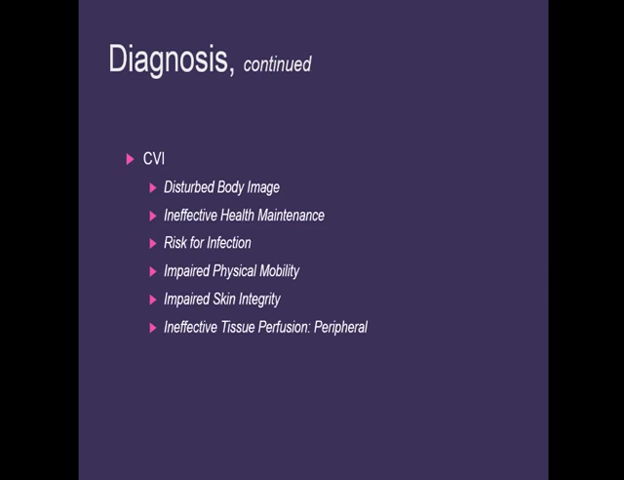 Diagnosis, continued
CVI
Disturbed Body Image
Ineffective Health Maintenance
Risk for Infection
Impaired Physical Mobility
Impaired Skin Integrity
Ineffective Tissue Perfusion: Peripheral